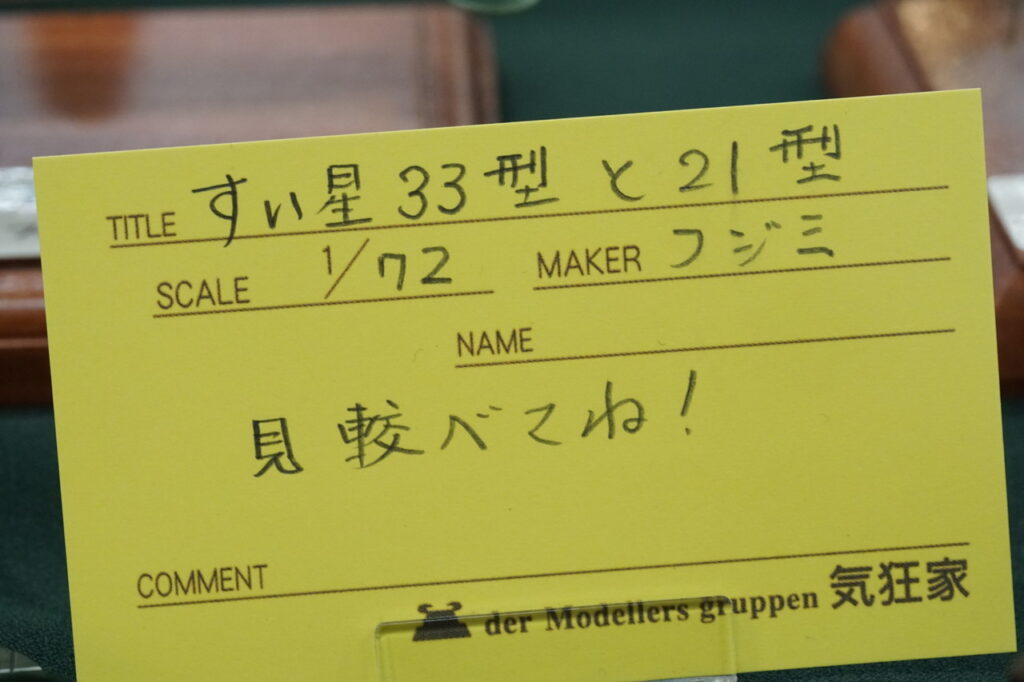 TITLE すい星33型と21型
SCALE 1/72 MAKER フジミ
NAME
見較べてね!
COMMENT
der Modellers gruppen 気狂家